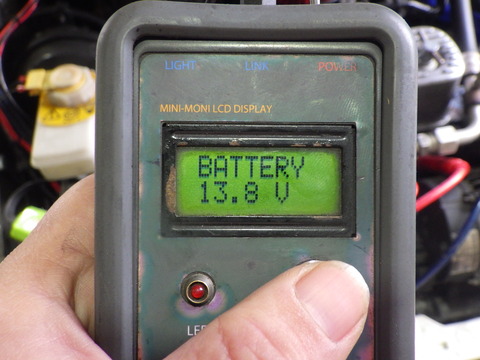 LIGHT LINK POWER
MINI-MONI LCD DISPLAY
BATTERY
13.8 V